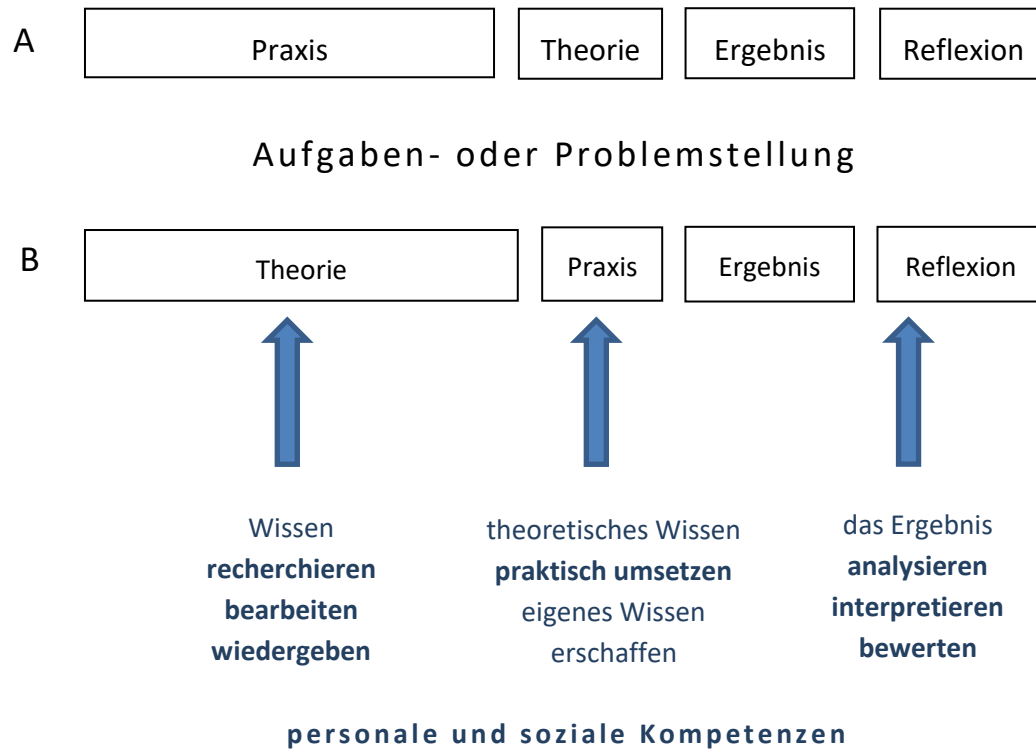 A
Praxis
Theorie
Ergebnis
Reflexion
Aufgaben- oder Problemstellung
B
Theorie
Praxis
Ergebnis
Reflexion
Wissen
recherchieren
bearbeiten
wiedergeben
theoretisches Wissen
praktisch umsetzen
eigenes Wissen
erschaffen
das Ergebnis
analysieren
interpretieren
bewerten
personale und soziale Kompetenzen